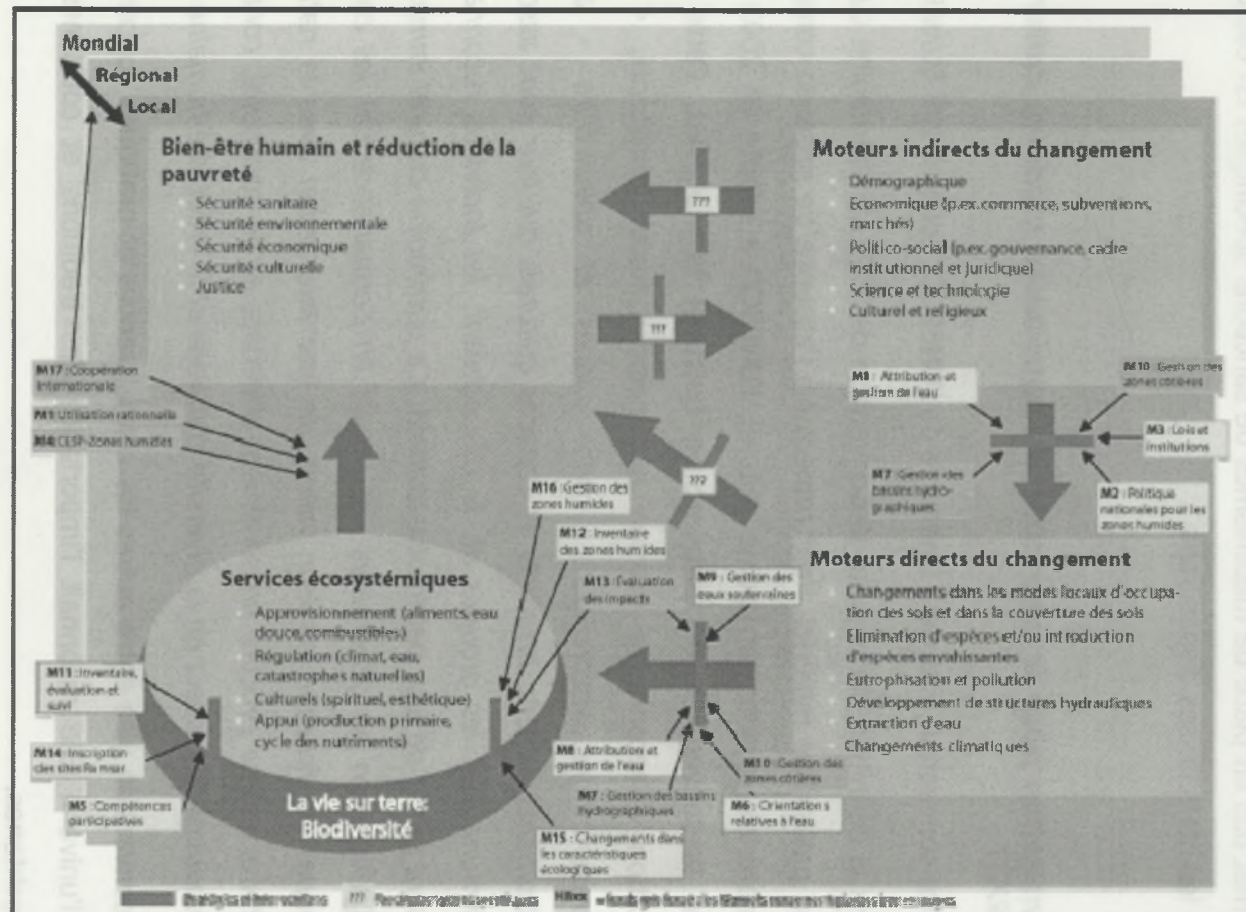 Mondial
Régional
Local
Bien-être humain et réduction de la
pauvreté
Sécurité sanitaire
Sécurité environnementale
Sécurité économique
Sécurité culturelle
Justice
???
???
Moteurs indirects du changement
Démographique
Economique (p.ex. commerce, subventions,
marchés)
Politico-social (p.ex. gouvernance, cadre
institutionnel et juridique)
Science et technologie
Culturel et religieux
M17 : Coopération
internationale
M1 : Utilisation rationnelle
M4 : CESP-Zones humides
M8 : Attribution et
gestion de l'eau
M10 : Gestion des
zones côtières
M3 : Lois et
institutions
M7 : Gestion des
bassins hydro-
graphiques
M2 : Politique
nationales pour les
zones humides
???
M16 : Gestion des
zones humides
M12 : Inventaire
des zones humides
M13 : Évaluation
des impacts
M9 : Gestion des
eaux souterraines
Services écosystémiques
Approvisionnement (aliments, eau
douce, combustibles)
Régulation (climat, eau,
catastrophes naturelles)
Culturels (spirituel, esthétique)
Appui (production primaire,
cycle des nutriments)
La vie sur terre:
Biodiversité
M11 : Inventaire,
évaluation et
suivi
M14 : Inscription
des sites Ramsar
M5 : Compétences
participatives
M15 : Changements dans
les caractéristiques
écologiques
M8 : Attribution et
gestion de l'eau
M7 : Gestion des bassins
hydrographiques
M10 : Gestion des
zones côtières
M6 : Orientations
relatives à l'eau
Moteurs directs du changement
Changements dans les modes locaux d'occupa-
tion des sols et dans la couverture des sols
Elimination d'espèces et/ou introduction
d'espèces envahissantes
Eutrophisation et pollution
Développement de structures hydrauliques
Extraction d'eau
Changements climatiques
???